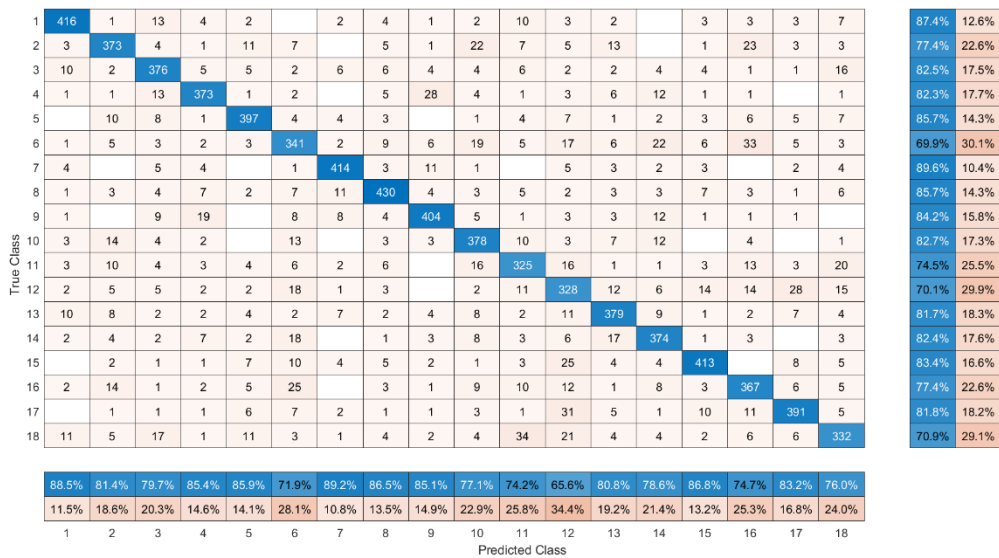 1 416 1 13 4 2 2 4 1 2 10 3 2 3 3 3 7 87.4% 12.6%
2 3 373 4 1 11 7 5 1 22 7 5 13 1 23 3 3 77.4% 22.6%
3 10 2 376 5 5 2 6 6 4 4 6 2 2 4 4 1 1 16 82.5% 17.5%
4 1 1 13 373 1 2 5 28 4 1 3 6 12 1 1 1 82.3% 17.7%
5 10 8 1 397 4 4 3 1 4 7 1 2 3 6 5 7 85.7% 14.3%
6 1 5 3 2 3 341 2 9 6 19 5 17 6 22 6 33 5 3 69.9% 30.1%
7 4 5 4 1 414 3 11 1 5 3 2 3 2 4 89.6% 10.4%
8 1 3 4 7 2 7 11 430 4 3 5 2 3 3 7 3 1 6 85.7% 14.3%
9 1 9 19 8 8 4 404 5 1 3 3 12 1 1 1 84.2% 15.8%
10 3 14 4 2 13 3 3 378 10 3 7 12 4 1 82.7% 17.3%
11 3 10 4 3 4 6 2 6 16 325 16 1 1 3 13 3 20 74.5% 25.5%
12 2 5 5 2 2 18 1 3 2 11 328 12 6 14 14 28 15 70.1% 29.9%
13 10 8 2 2 4 2 7 2 4 8 2 11 379 9 1 2 7 4 81.7% 18.3%
14 2 4 2 7 2 18 1 3 8 3 6 17 374 1 3 3 82.4% 17.6%
15 2 1 1 7 10 4 5 2 1 3 25 4 4 413 8 5 83.4% 16.6%
16 2 14 1 2 5 25 3 1 9 10 12 1 8 3 367 6 5 77.4% 22.6%
17 1 1 1 6 7 2 1 1 3 1 31 5 1 10 11 391 5 81.8% 18.2%
18 11 5 17 1 11 3 1 4 2 4 34 21 4 4 2 6 6 332 70.9% 29.1%
True Class
88.5% 81.4% 79.7% 85.4% 85.9% 71.9% 89.2% 86.5% 85.1% 77.1% 74.2% 65.6% 80.8% 78.6% 86.8% 74.7% 83.2% 76.0%
11.5% 18.6% 20.3% 14.6% 14.1% 28.1% 10.8% 13.5% 14.9% 22.9% 25.8% 34.4% 19.2% 21.4% 13.2% 25.3% 16.8% 24.0%
1 2 3 4 5 6 7 8 9 10 11 12 13 14 15 16 17 18
Predicted Class